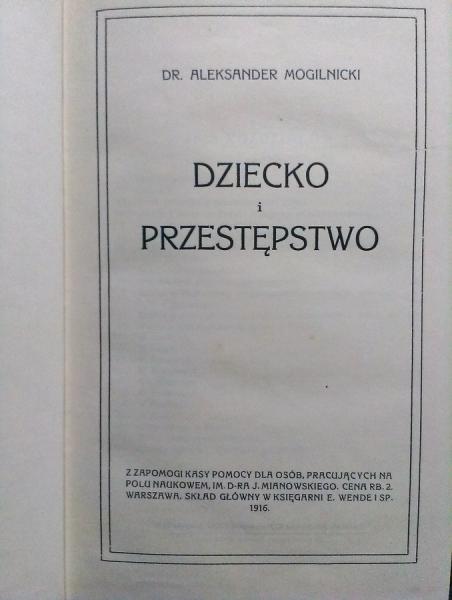 DR. ALEKSANDER MOGILNICKI
DZIECKO
i
PRZESTĘPSTWO
Z ZAPOMOGI KASY POMOCY DLA OSÓB, PRACUJĄCYCH NA
POLU NAUKOWEM, IM. D-RA J. MIANOWSKIEGO. CENA RB. 2.
WARSZAWA. SKŁAD GŁÓWNY W KSIĘGARNI E. WENDE I SP.
1916.